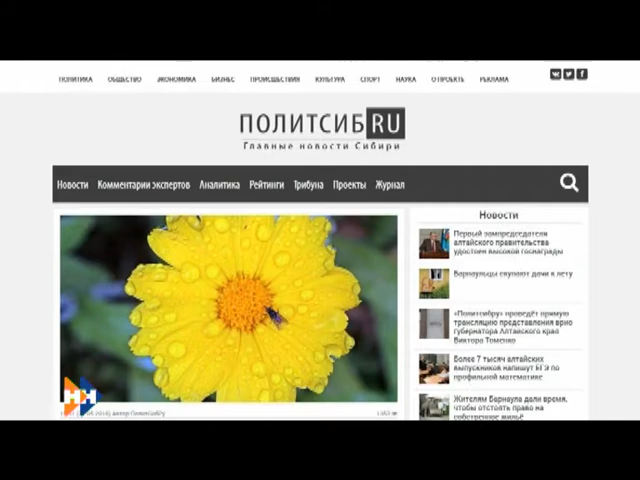 ПОЛИТИКА ОБЩЕСТВО ЭКОНОМИКА БИЗНЕС ПРОИСШЕСТВИЯ КУЛЬТУРА СПОРТ НАУКА О ПРОЕКТЕ РЕКЛАМА
ПОЛИТСИБRU
Главные новости Сибири
Новости Комментарии экспертов Аналитика Рейтинги Трибуна Проекты Журнал
Новости
Первый зампредседатели
алтайского правительства
удостоен высокой госнаграды
Барнаульцы скупают дачи к лету
«Политсибру» проведёт прямую
трансляцию представления врио
губернатора Алтайского края
Виктора Томенко
Более 7 тысяч алтайских
выпускников напишут ЕГЭ по
профильной математике
Жителям Барнаула дали время,
чтобы отстоять право на
собственное жильё
НН